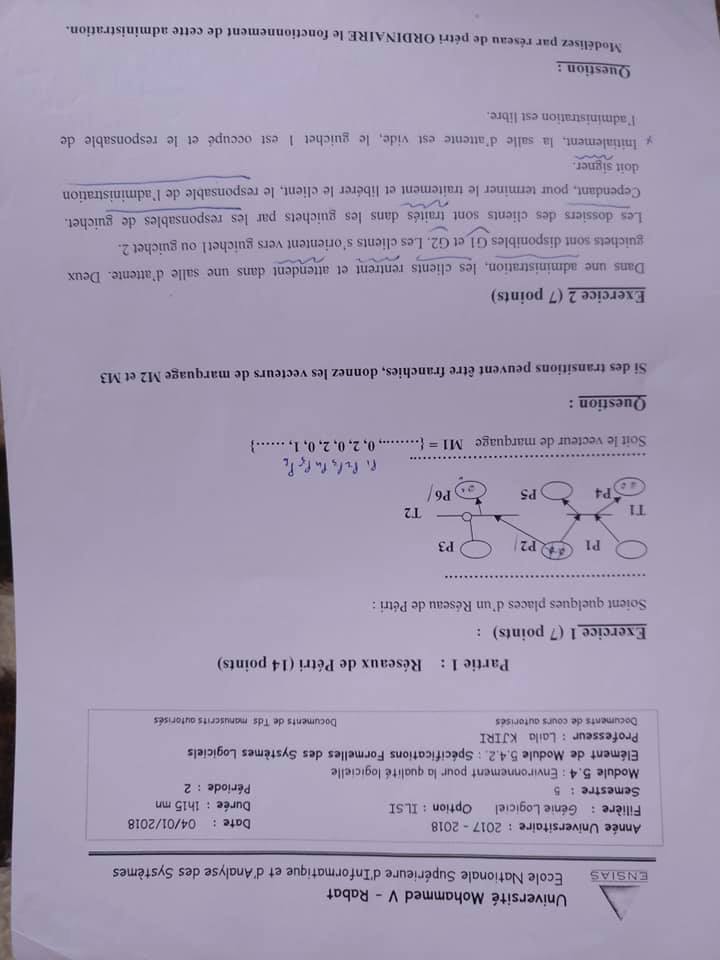 Université Mohammed V - Rabat
Ecole Nationale Supérieure d'Informatique et d'Analyse des Systèmes
ENSIAS
Année Universitaire : 2017 - 2018 Date : 04/01/2018
Filière : Génie Logiciel Option : ILSI Durée : 1h15 mn
Semestre : 5 Période : 2
Module 5.4 : Environnement pour la qualité logicielle
Elément de Module 5.4.2. : Spécifications Formelles des Systèmes Logiciels
Professeur : Laila KJIRI
Documents de cours autorisés Documents de Tds manuscrits autorisés
Partie 1 : Réseaux de Pétri (14 points)
Exercice 1 (7 points) :
Soient quelques places d'un Réseau de Pétri :
P1 P2 P3
T1 T2
P4 P5 P6
Soit le vecteur de marquage M1 = {…….., 0, 2, 0, 2, 0, 1, …….}
P1 P2 P3 P4 P5 P6
Question :
Si des transitions peuvent être franchies, donnez les vecteurs de marquage M2 et M3
Exercice 2 (7 points)
Dans une administration, les clients rentrent et attendent dans une salle d'attente. Deux
guichets sont disponibles G1 et G2. Les clients s'orientent vers guichet1 ou guichet 2.
Les dossiers des clients sont traités dans les guichets par les responsables de guichet.
Cependant, pour terminer le traitement et libérer le client, le responsable de l'administration
doit signer.
Initialement, la salle d'attente est vide, le guichet 1 est occupé et le responsable de
l'administration est libre.
Question :
Modélisez par réseau de pétri ORDINAIRE le fonctionnement de cette administration.